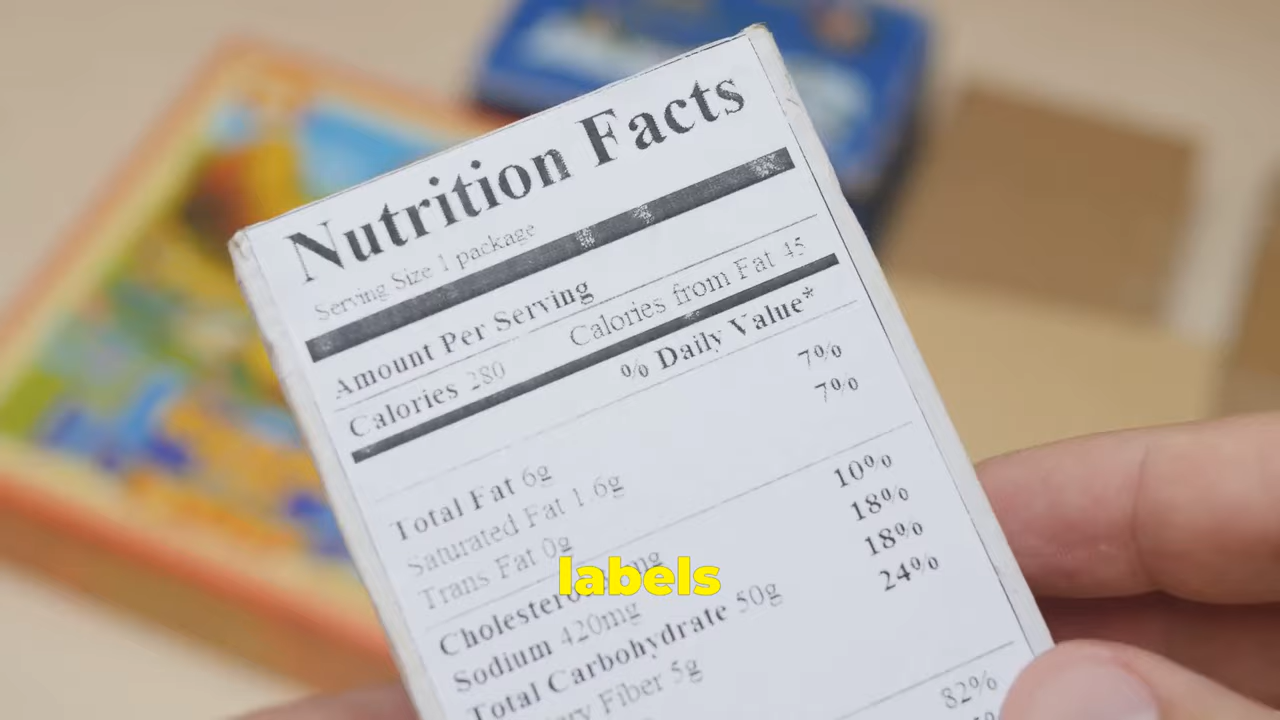 Nutrition Facts
Serving Size 1 package
Amount Per Serving
Calories 280 Calories from Fat 45
% Daily Value*
7%
7%
Total Fat 6g
Saturated Fat 1.6g
Trans Fat 0g
10%
18%
18%
24%
labels
Sodium 420mg
Total Carbohydrate 50g
Fiber 5g
82%